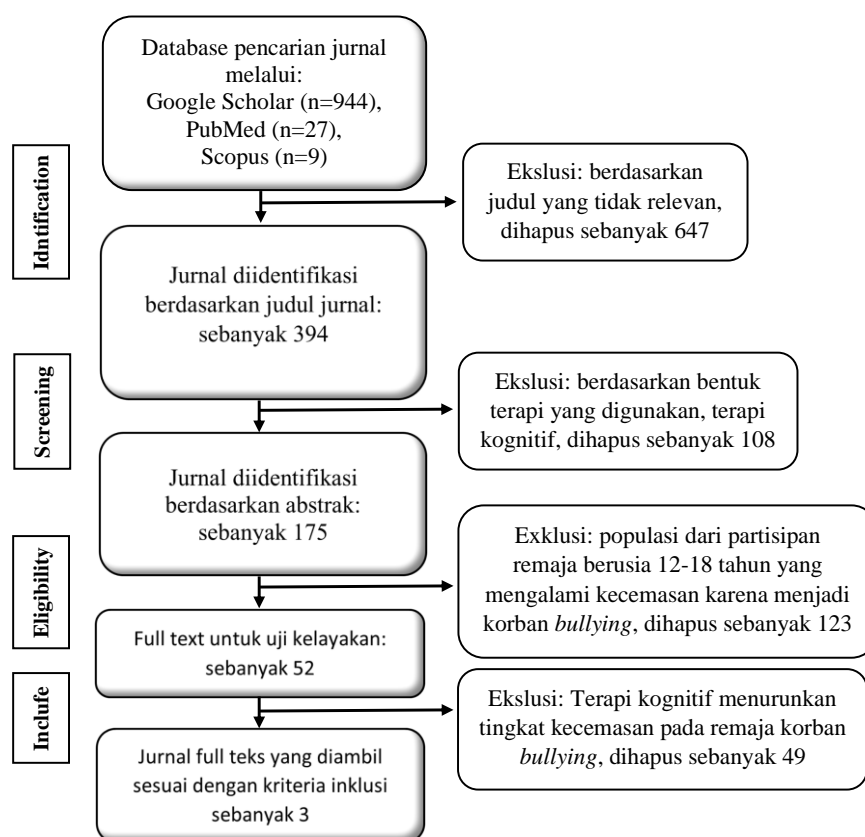 Database pencarian jurnal
melalui:
Google Scholar (n=944),
PubMed (n=27),
Scopus (n=9)
Idntification
Ekslusi: berdasarkan
judul yang tidak relevan,
dihapus sebanyak 647
Jurnal diidentifikasi
berdasarkan judul jurnal:
sebanyak 394
Screening
Ekslusi: berdasarkan bentuk
terapi yang digunakan, terapi
kognitif, dihapus sebanyak 108
Jurnal diidentifikasi
berdasarkan abstrak:
sebanyak 175
Eligibility
Exklusi: populasi dari partisipan
remaja berusia 12-18 tahun yang
mengalami kecemasan karena menjadi
korban bullying, dihapus sebanyak 123
Full text untuk uji kelayakan:
sebanyak 52
Inclufe
Ekslusi: Terapi kognitif menurunkan
tingkat kecemasan pada remaja korban
bullying, dihapus sebanyak 49
Jurnal full teks yang diambil
sesuai dengan kriteria inklusi
sebanyak 3